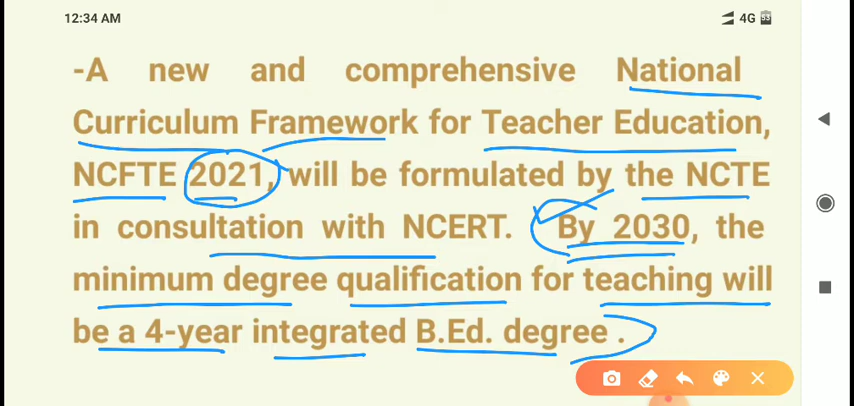 12:34 AM 4G 53
-A new and comprehensive National
Curriculum Framework for Teacher Education,
NCFTE 2021, will be formulated by the NCTE
in consultation with NCERT. By 2030, the
minimum degree qualification for teaching will
be a 4-year integrated B.Ed. degree .